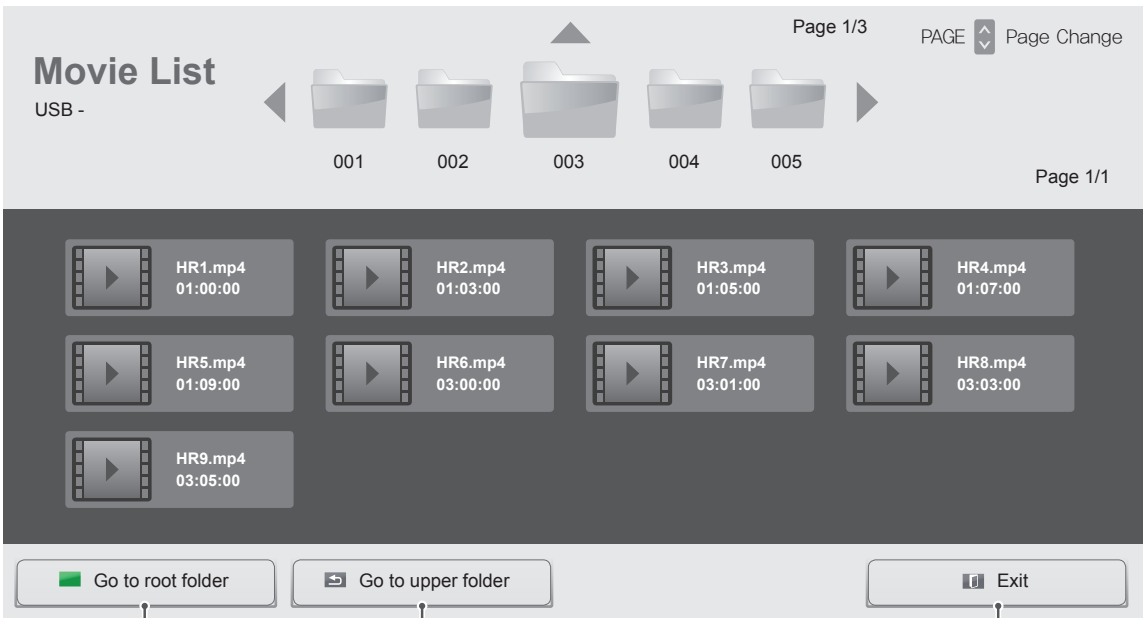 Page 1/3
PAGE Page Change
Movie List
USB -
001 002 003 004 005
Page 1/1
HR1.mp4 HR2.mp4 HR3.mp4 HR4.mp4
01:00:00 01:03:00 01:05:00 01:07:00
HR5.mp4 HR6.mp4 HR7.mp4 HR8.mp4
01:09:00 03:00:00 03:01:00 03:03:00
HR9.mp4
03:05:00
Go to root folder Go to upper folder Exit